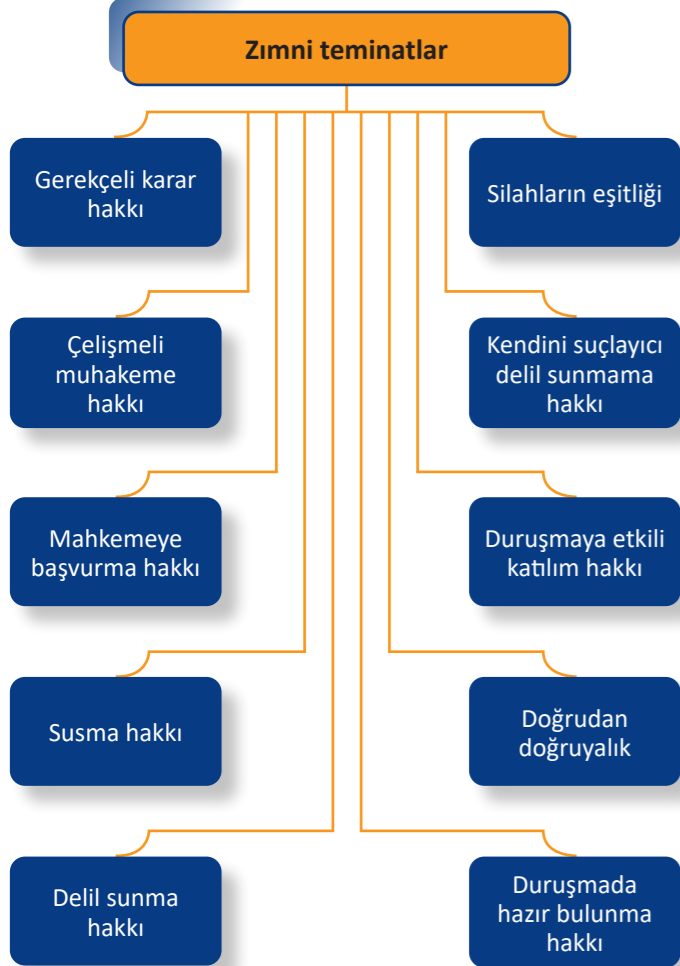 Zımni teminatlar
Gerekçeli karar
hakkı
Silahların eşitliği
Çelişmeli
muhakeme
hakkı
Kendini suçlayıcı
delil sunmama
hakkı
Mahkemeye
başvurma hakkı
Duruşmaya etkili
katılım hakkı
Susma hakkı
Doğrudan
doğruyalık
Delil sunma
hakkı
Duruşmada
hazır bulunma
hakkı